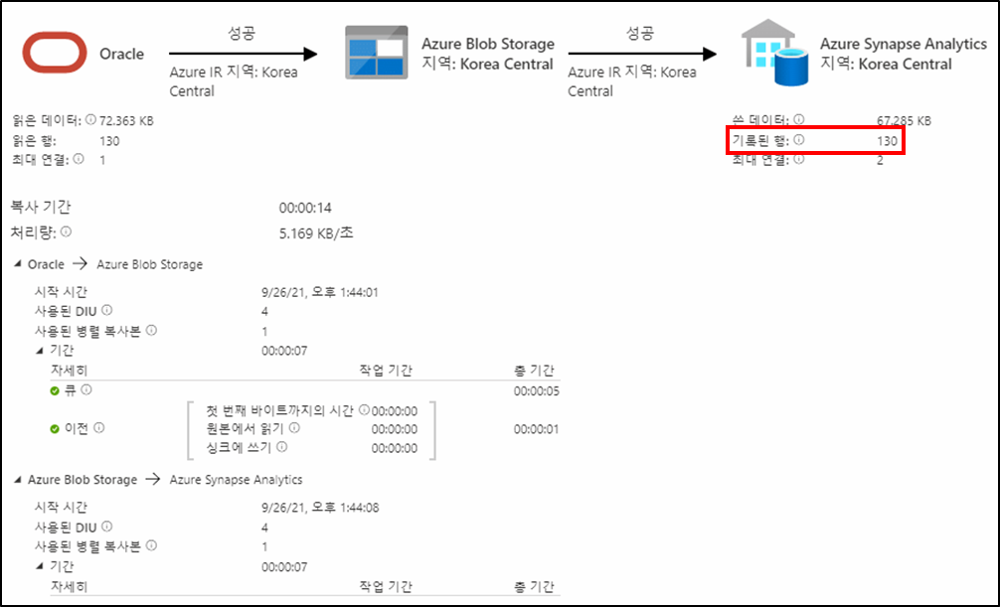 Oracle
성공
Azure IR 지역: Korea
Central
Azure Blob Storage
지역: Korea Central
성공
Azure IR 지역: Korea
Central
Azure Synapse Analytics
지역: Korea Central
읽은 데이터: 72.363 KB
읽은 행: 130
최대 연결: 1
쓴 데이터: 67.285 KB
기록된 행: 130
최대 연결: 2
복사 기간 00:00:14
처리량: 5.169 KB/초
Oracle → Azure Blob Storage
시작 시간 9/26/21, 오후 1:44:01
사용된 DIU 4
사용된 병렬 복사본 1
기간 00:00:07
자세히 작업 기간 총 기간
큐 00:00:05
첫 번째 바이트까지의 시간 00:00:00
이전 원본에서 읽기 00:00:00 00:00:01
싱크에 쓰기 00:00:00
Azure Blob Storage → Azure Synapse Analytics
시작 시간 9/26/21, 오후 1:44:08
사용된 DIU 4
사용된 병렬 복사본 1
기간 00:00:07
자세히 작업 기간 총 기간